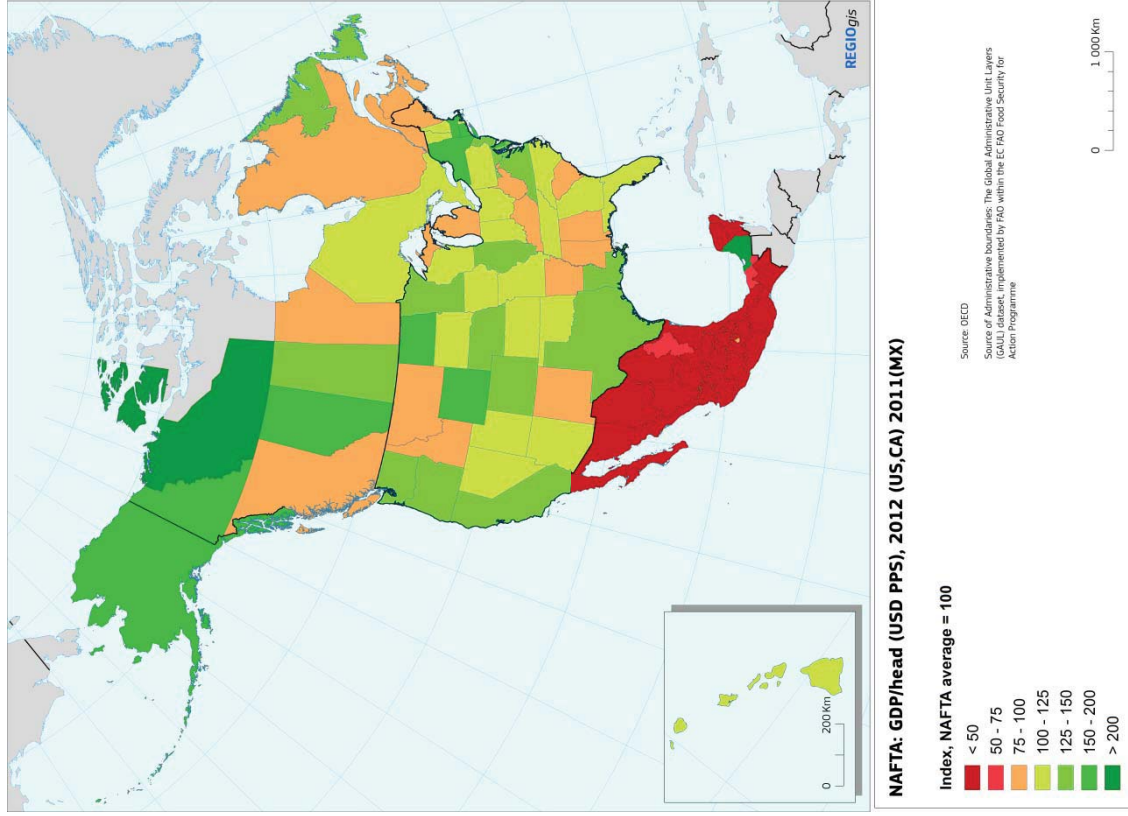 REGIOgis
0 200 Km
NAFTA: GDP/head (USD PPS), 2012 (US,CA) 2011(MX)
Index, NAFTA average = 100
< 50
50 - 75
75 - 100
100 - 125
125 - 150
150 - 200
> 200
Source: OECD
Source of Administrative boundaries: The Global Administrative Unit Layers
(GAUL) dataset, implemented by FAO within the EC FAO Food Security for
Action Programme
0 1 000 Km